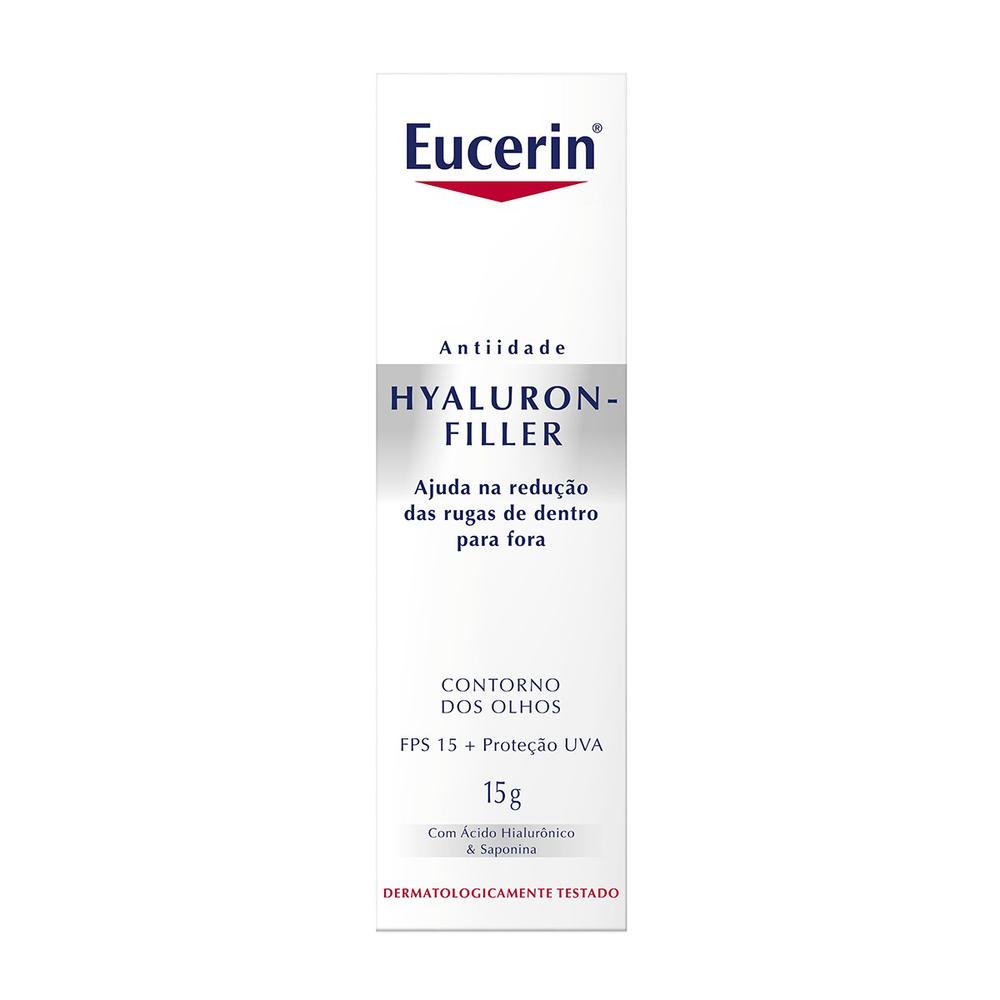 Eucerin®
Antiidade
HYALURON-
FILLER
Ajuda na redução
das rugas de dentro
para fora
CONTORNO
DOS OLHOS
FPS 15 + Proteção UVA
15g
Com Ácido Hialurônico
& Saponina
DERMATOLOGICAMENTE TESTADO